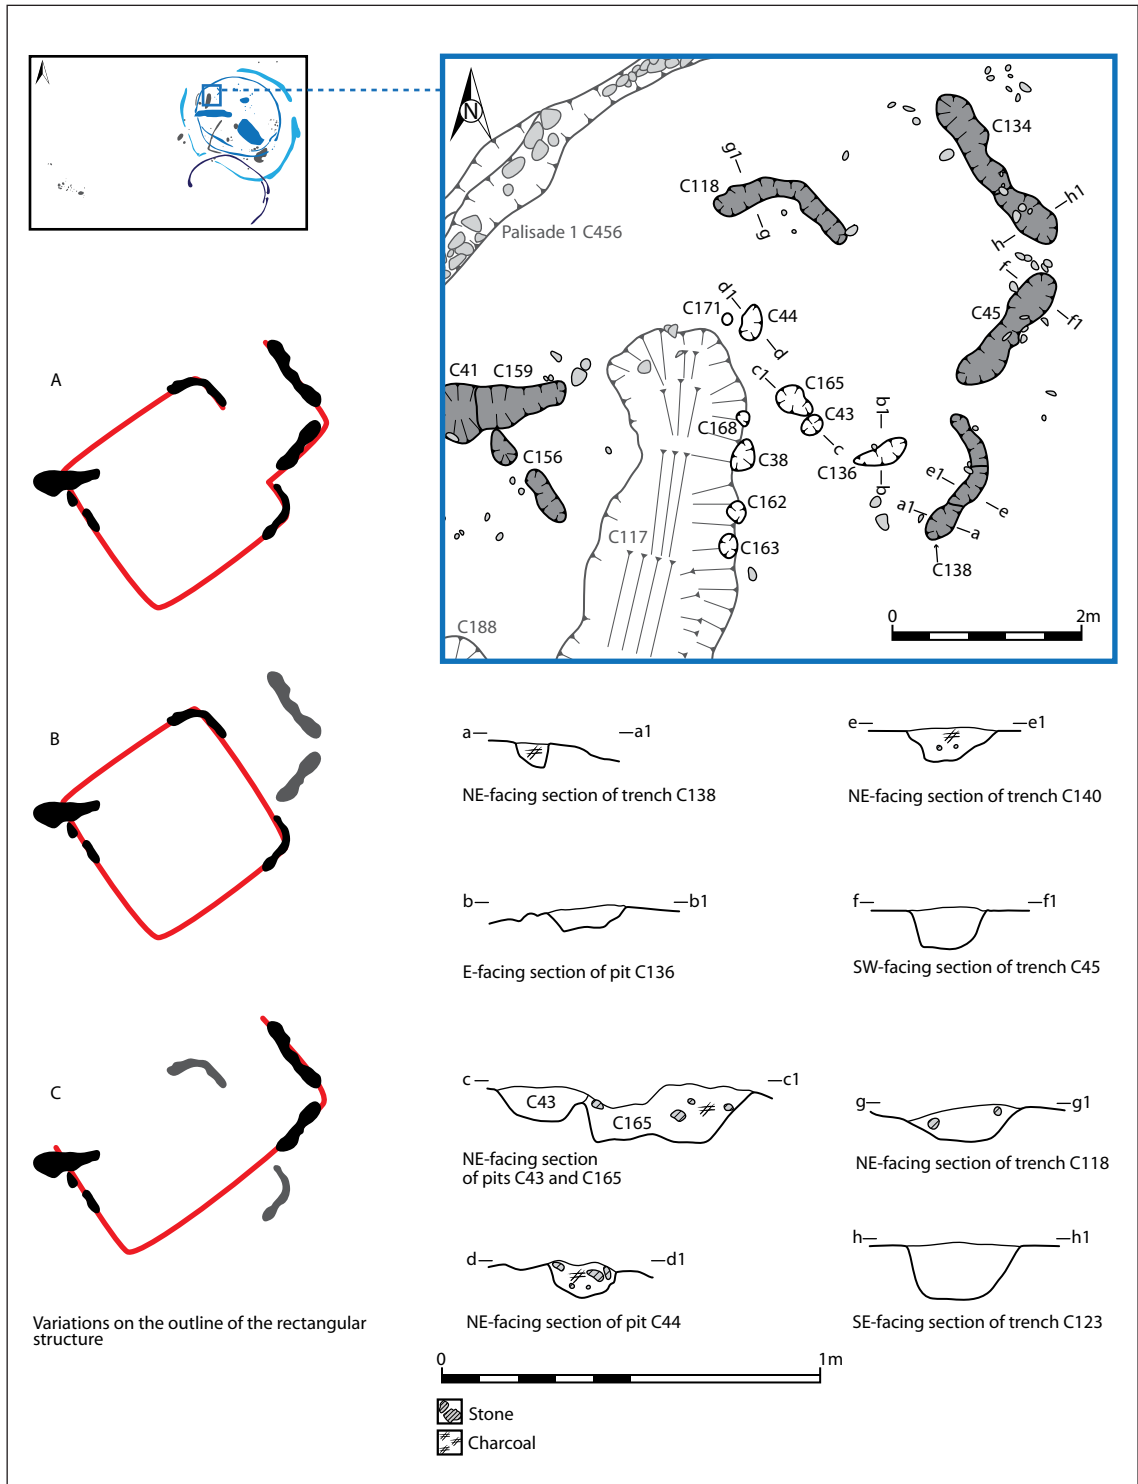 N
C134
g1
C118
h1
g
h
Palisade 1 C456
f
d1
C171
C44
C45
f1
d
c1
C41
C159
C165
b1
C43
C168
c
C156
C38
C136
e1
b
a1
e
C162
a
C117
C163
C138
0
2m
C188
A
B
C
Variations on the outline of the rectangular
structure
a
a1
NE-facing section of trench C138
e
e1
NE-facing section of trench C140
b
b1
E-facing section of pit C136
f
f1
SW-facing section of trench C45
c
c1
C43
C165
NE-facing section
of pits C43 and C165
g
g1
NE-facing section of trench C118
d
d1
NE-facing section of pit C44
h
h1
SE-facing section of trench C123
0
1m
Stone
Charcoal